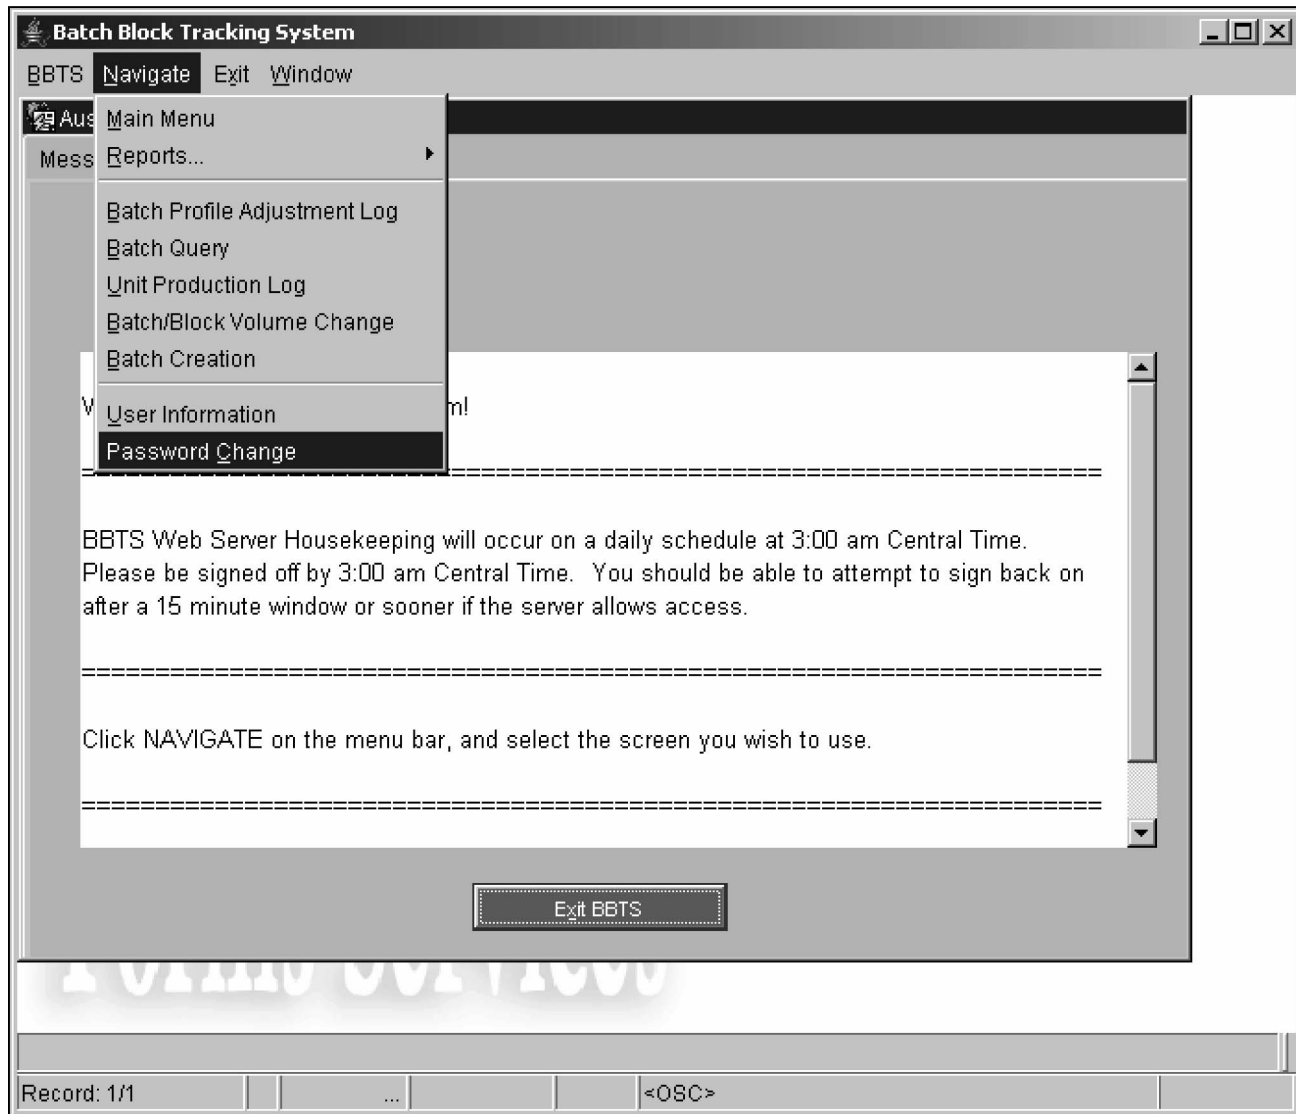 Batch Block Tracking System
BBTS Navigate Exit Window
Aus
Mess
Main Menu
Reports...
Batch Profile Adjustment Log
Batch Query
Unit Production Log
Batch/Block Volume Change
Batch Creation
User Information
Password Change
m!
==========================================================================
BBTS Web Server Housekeeping will occur on a daily schedule at 3:00 am Central Time.
Please be signed off by 3:00 am Central Time. You should be able to attempt to sign back on
after a 15 minute window or sooner if the server allows access.
==========================================================================
Click NAVIGATE on the menu bar, and select the screen you wish to use.
==========================================================================
Exit BBTS
Forms Services
Record: 1/1
...
<OSC>